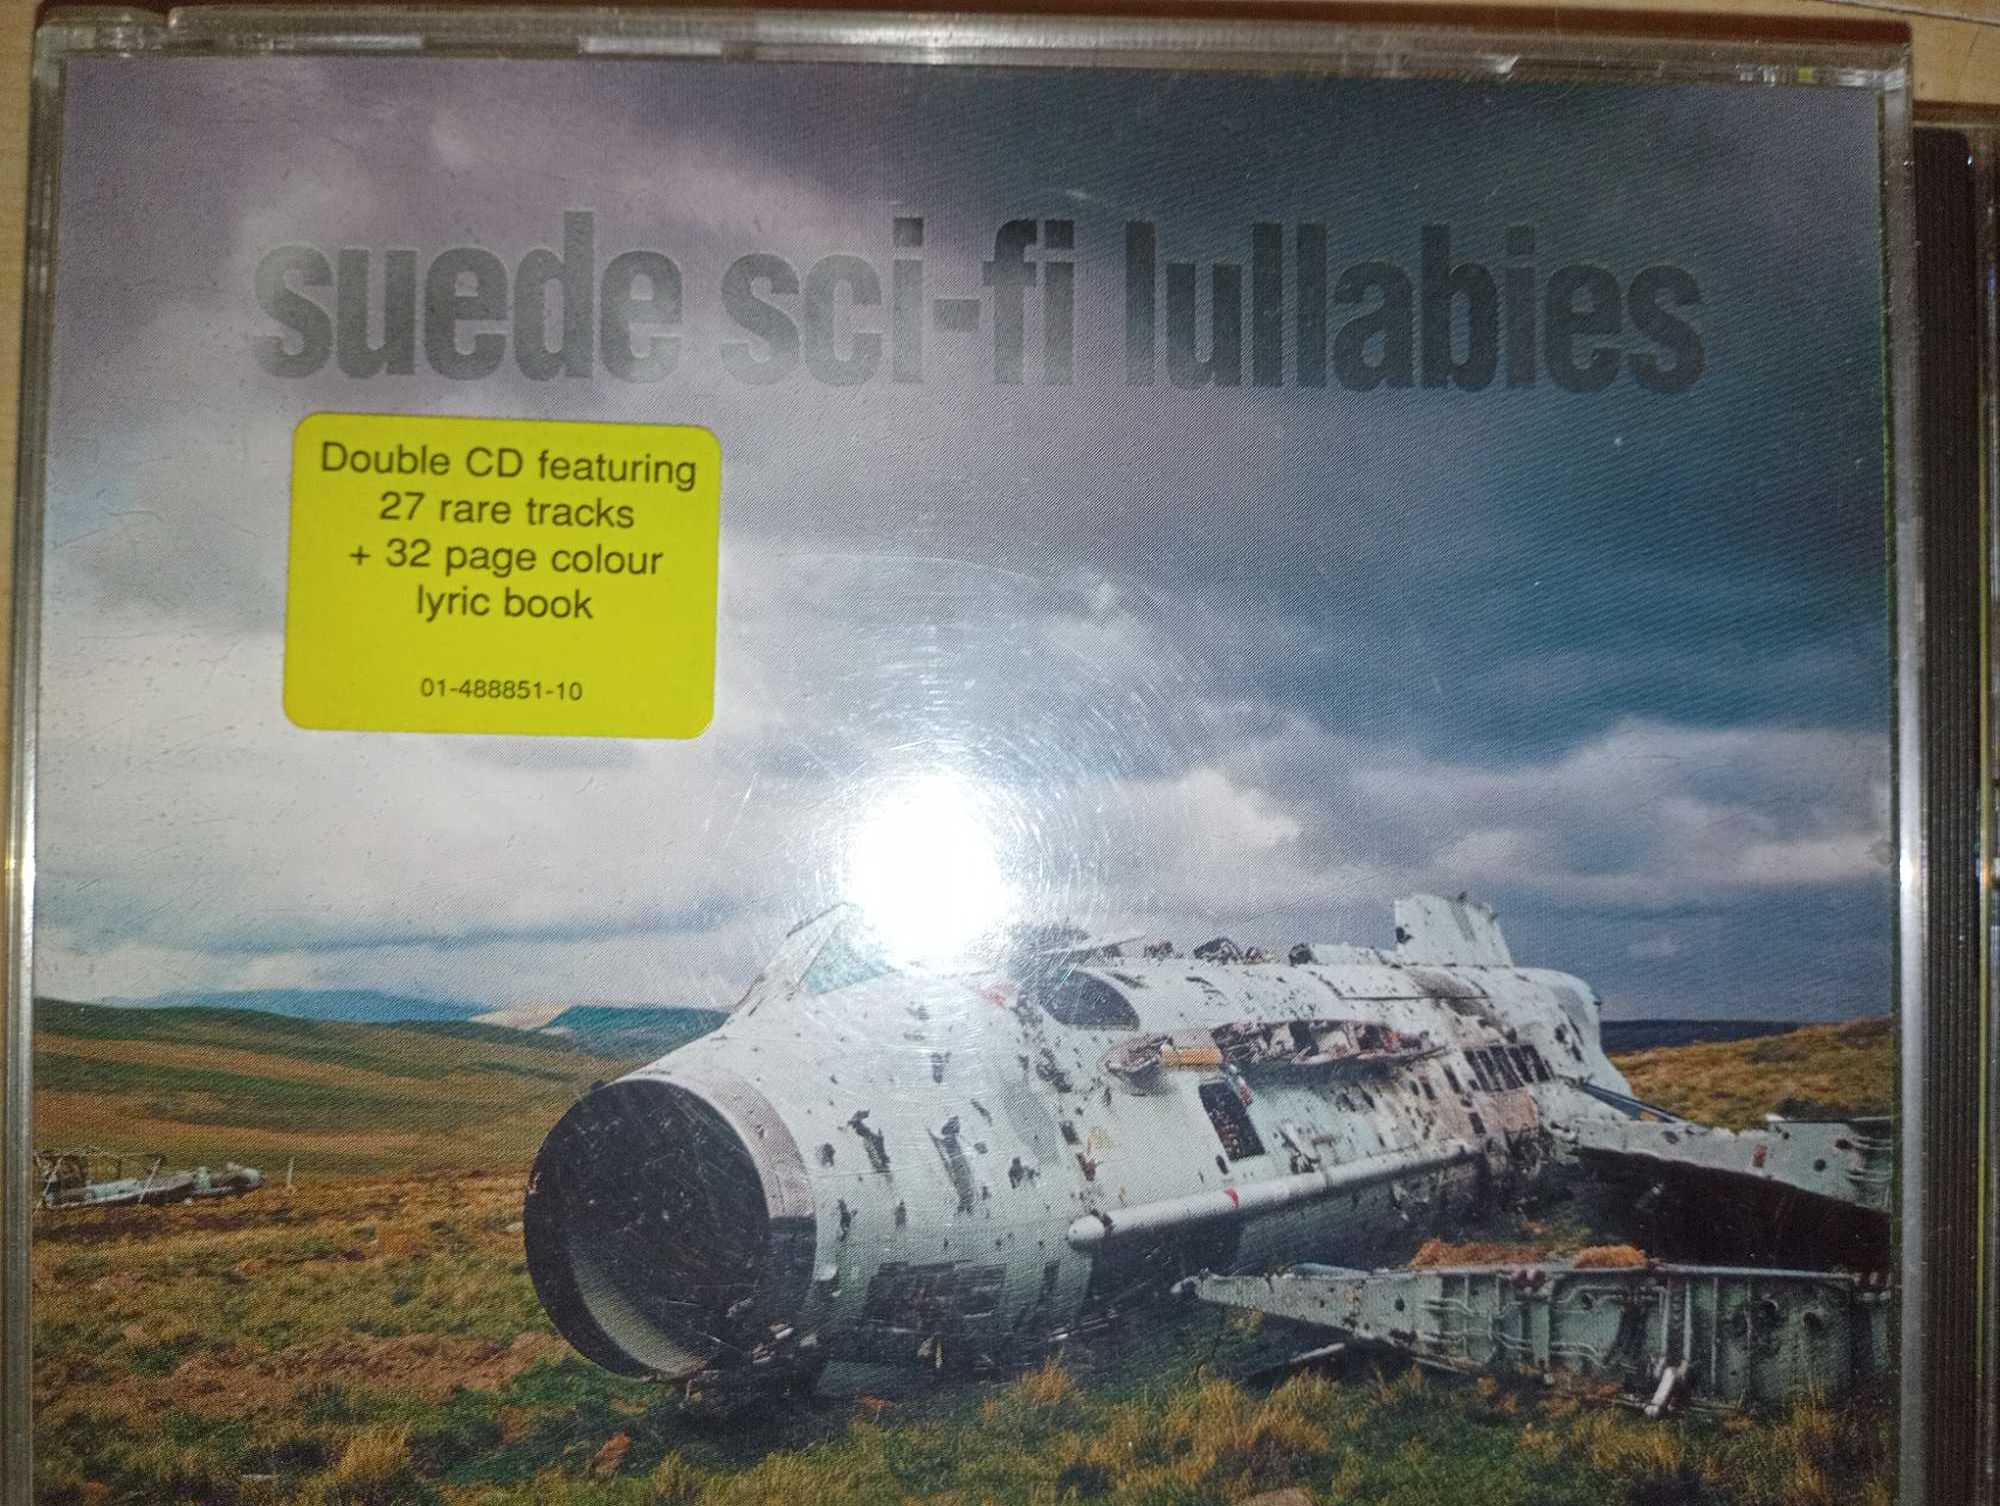 suede sci-fi lullabies
Double CD featuring
27 rare tracks
+ 32 page colour
lyric book
01-488851-10